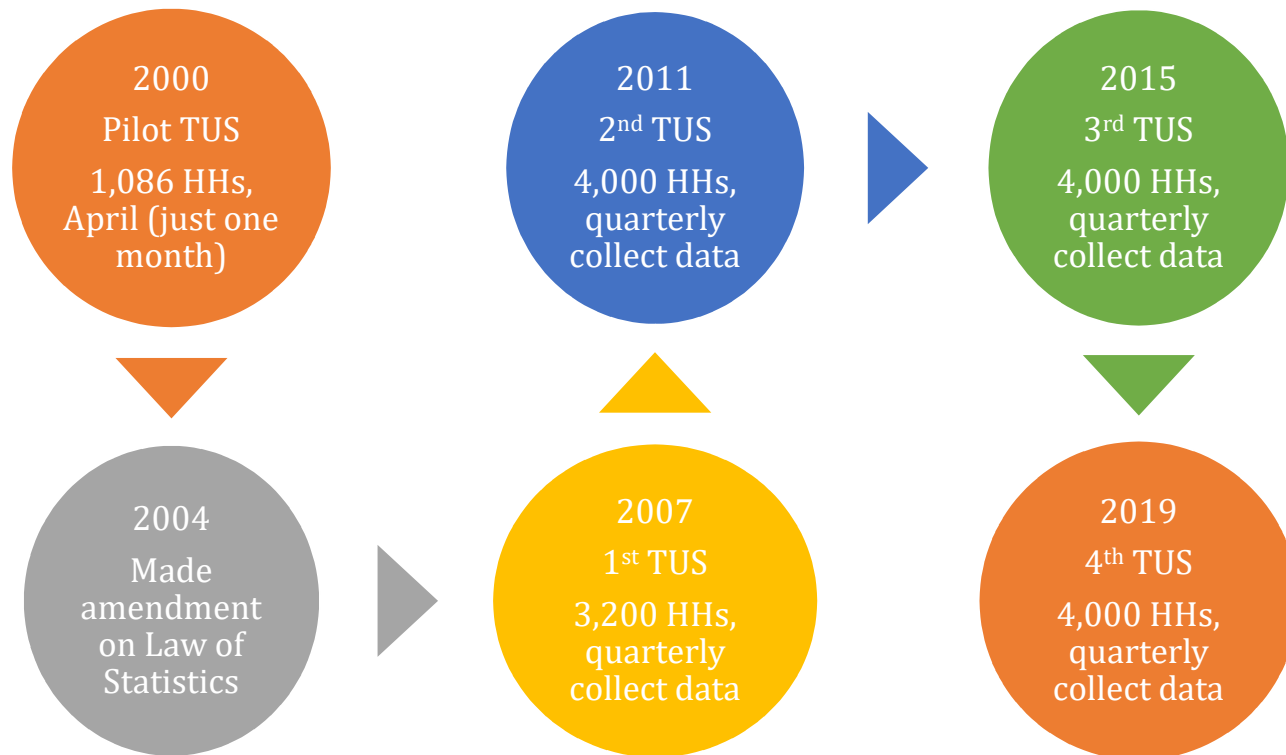 2000
Pilot TUS
1,086 HHs,
April (just one
month)
2004
Made
amendment
on Law of
Statistics
2007
1st TUS
3,200 HHs,
quarterly
collect data
2011
2nd TUS
4,000 HHs,
quarterly
collect data
2015
3rd TUS
4,000 HHs,
quarterly
collect data
2019
4th TUS
4,000 HHs,
quarterly
collect data